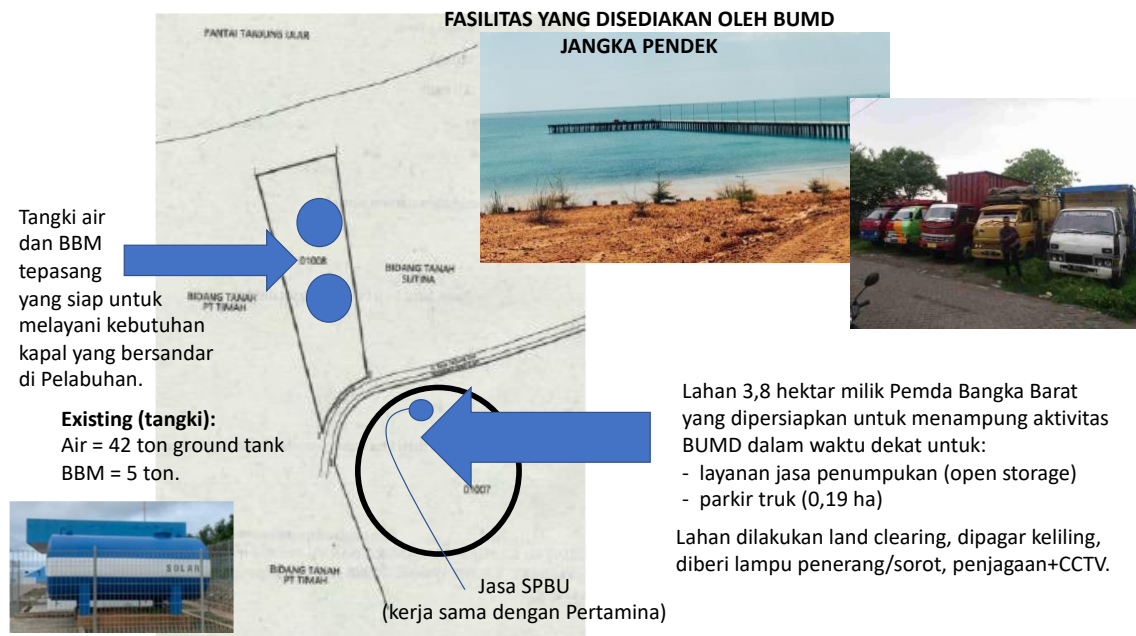 FASILITAS YANG DISEDIAKAN OLEH BUMD
JANGKA PENDEK
PANTAI TANJUNG ULAR
Tangki air
dan BBM
tepasang
yang siap untuk
melayani kebutuhan
kapal yang bersandar
di Pelabuhan.
01008
BIDANG TANAH
SUTINA
BIDANG TANAH
PT TIMAH
Existing (tangki):
Air = 42 ton ground tank
BBM = 5 ton.
SOLAR
01007
BIDANG TANAH
PT TIMAH
Jasa SPBU
(kerja sama dengan Pertamina)
Lahan 3,8 hektar milik Pemda Bangka Barat
yang dipersiapkan untuk menampung aktivitas
BUMD dalam waktu dekat untuk:
- layanan jasa penumpukan (open storage)
- parkir truk (0,19 ha)
Lahan dilakukan land clearing, dipagar keliling,
diberi lampu penerang/sorot, penjagaan+CCTV.